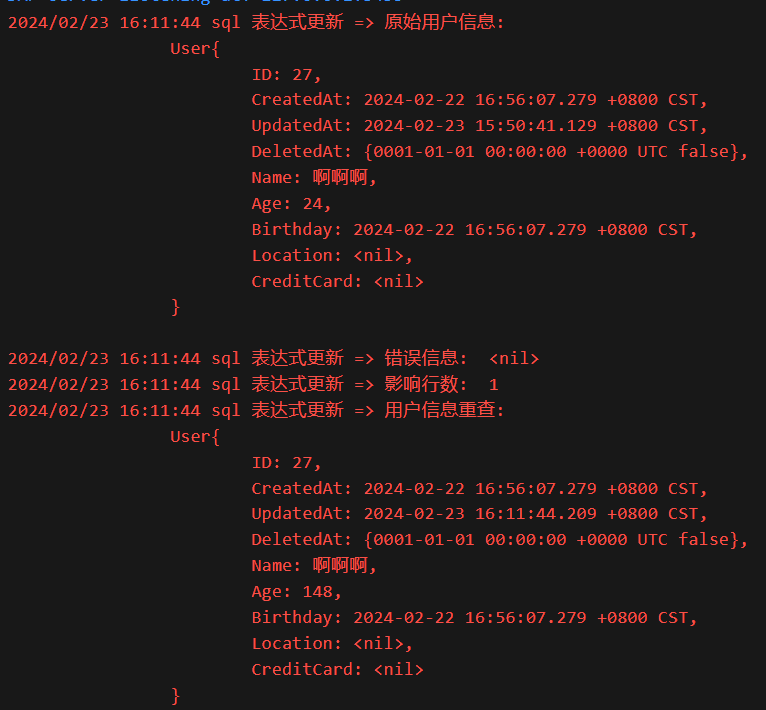 2024/02/23 16:11:44 sql 表达式更新 => 原始用户信息:
User{
ID: 27,
CreatedAt: 2024-02-22 16:56:07.279 +0800 CST,
UpdatedAt: 2024-02-23 15:50:41.129 +0800 CST,
DeletedAt: {0001-01-01 00:00:00 +0000 UTC false},
Name: 啊啊啊,
Age: 24,
Birthday: 2024-02-22 16:56:07.279 +0800 CST,
Location: <nil>,
CreditCard: <nil>
}
2024/02/23 16:11:44 sql 表达式更新 => 错误信息: <nil>
2024/02/23 16:11:44 sql 表达式更新 => 影响行数: 1
2024/02/23 16:11:44 sql 表达式更新 => 用户信息重查:
User{
ID: 27,
CreatedAt: 2024-02-22 16:56:07.279 +0800 CST,
UpdatedAt: 2024-02-23 16:11:44.209 +0800 CST,
DeletedAt: {0001-01-01 00:00:00 +0000 UTC false},
Name: 啊啊啊,
Age: 148,
Birthday: 2024-02-22 16:56:07.279 +0800 CST,
Location: <nil>,
CreditCard: <nil>
}